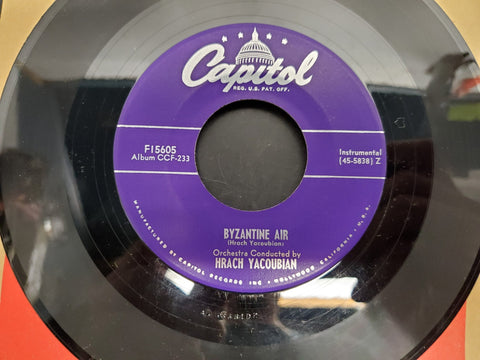 Capitol
REG. U.S. PAT. OFF.
F15605
Album CCF-233
Instrumental
(45-5838) Z
BYZANTINE AIR
(Hrach Yacoubian)
Orchestre Conducted by
HRACH YACOUBIAN
MANUFACTURED BY CAPITOL RECORDS INC • HOLLYWOOD CALIFORNIA • U.S.A.